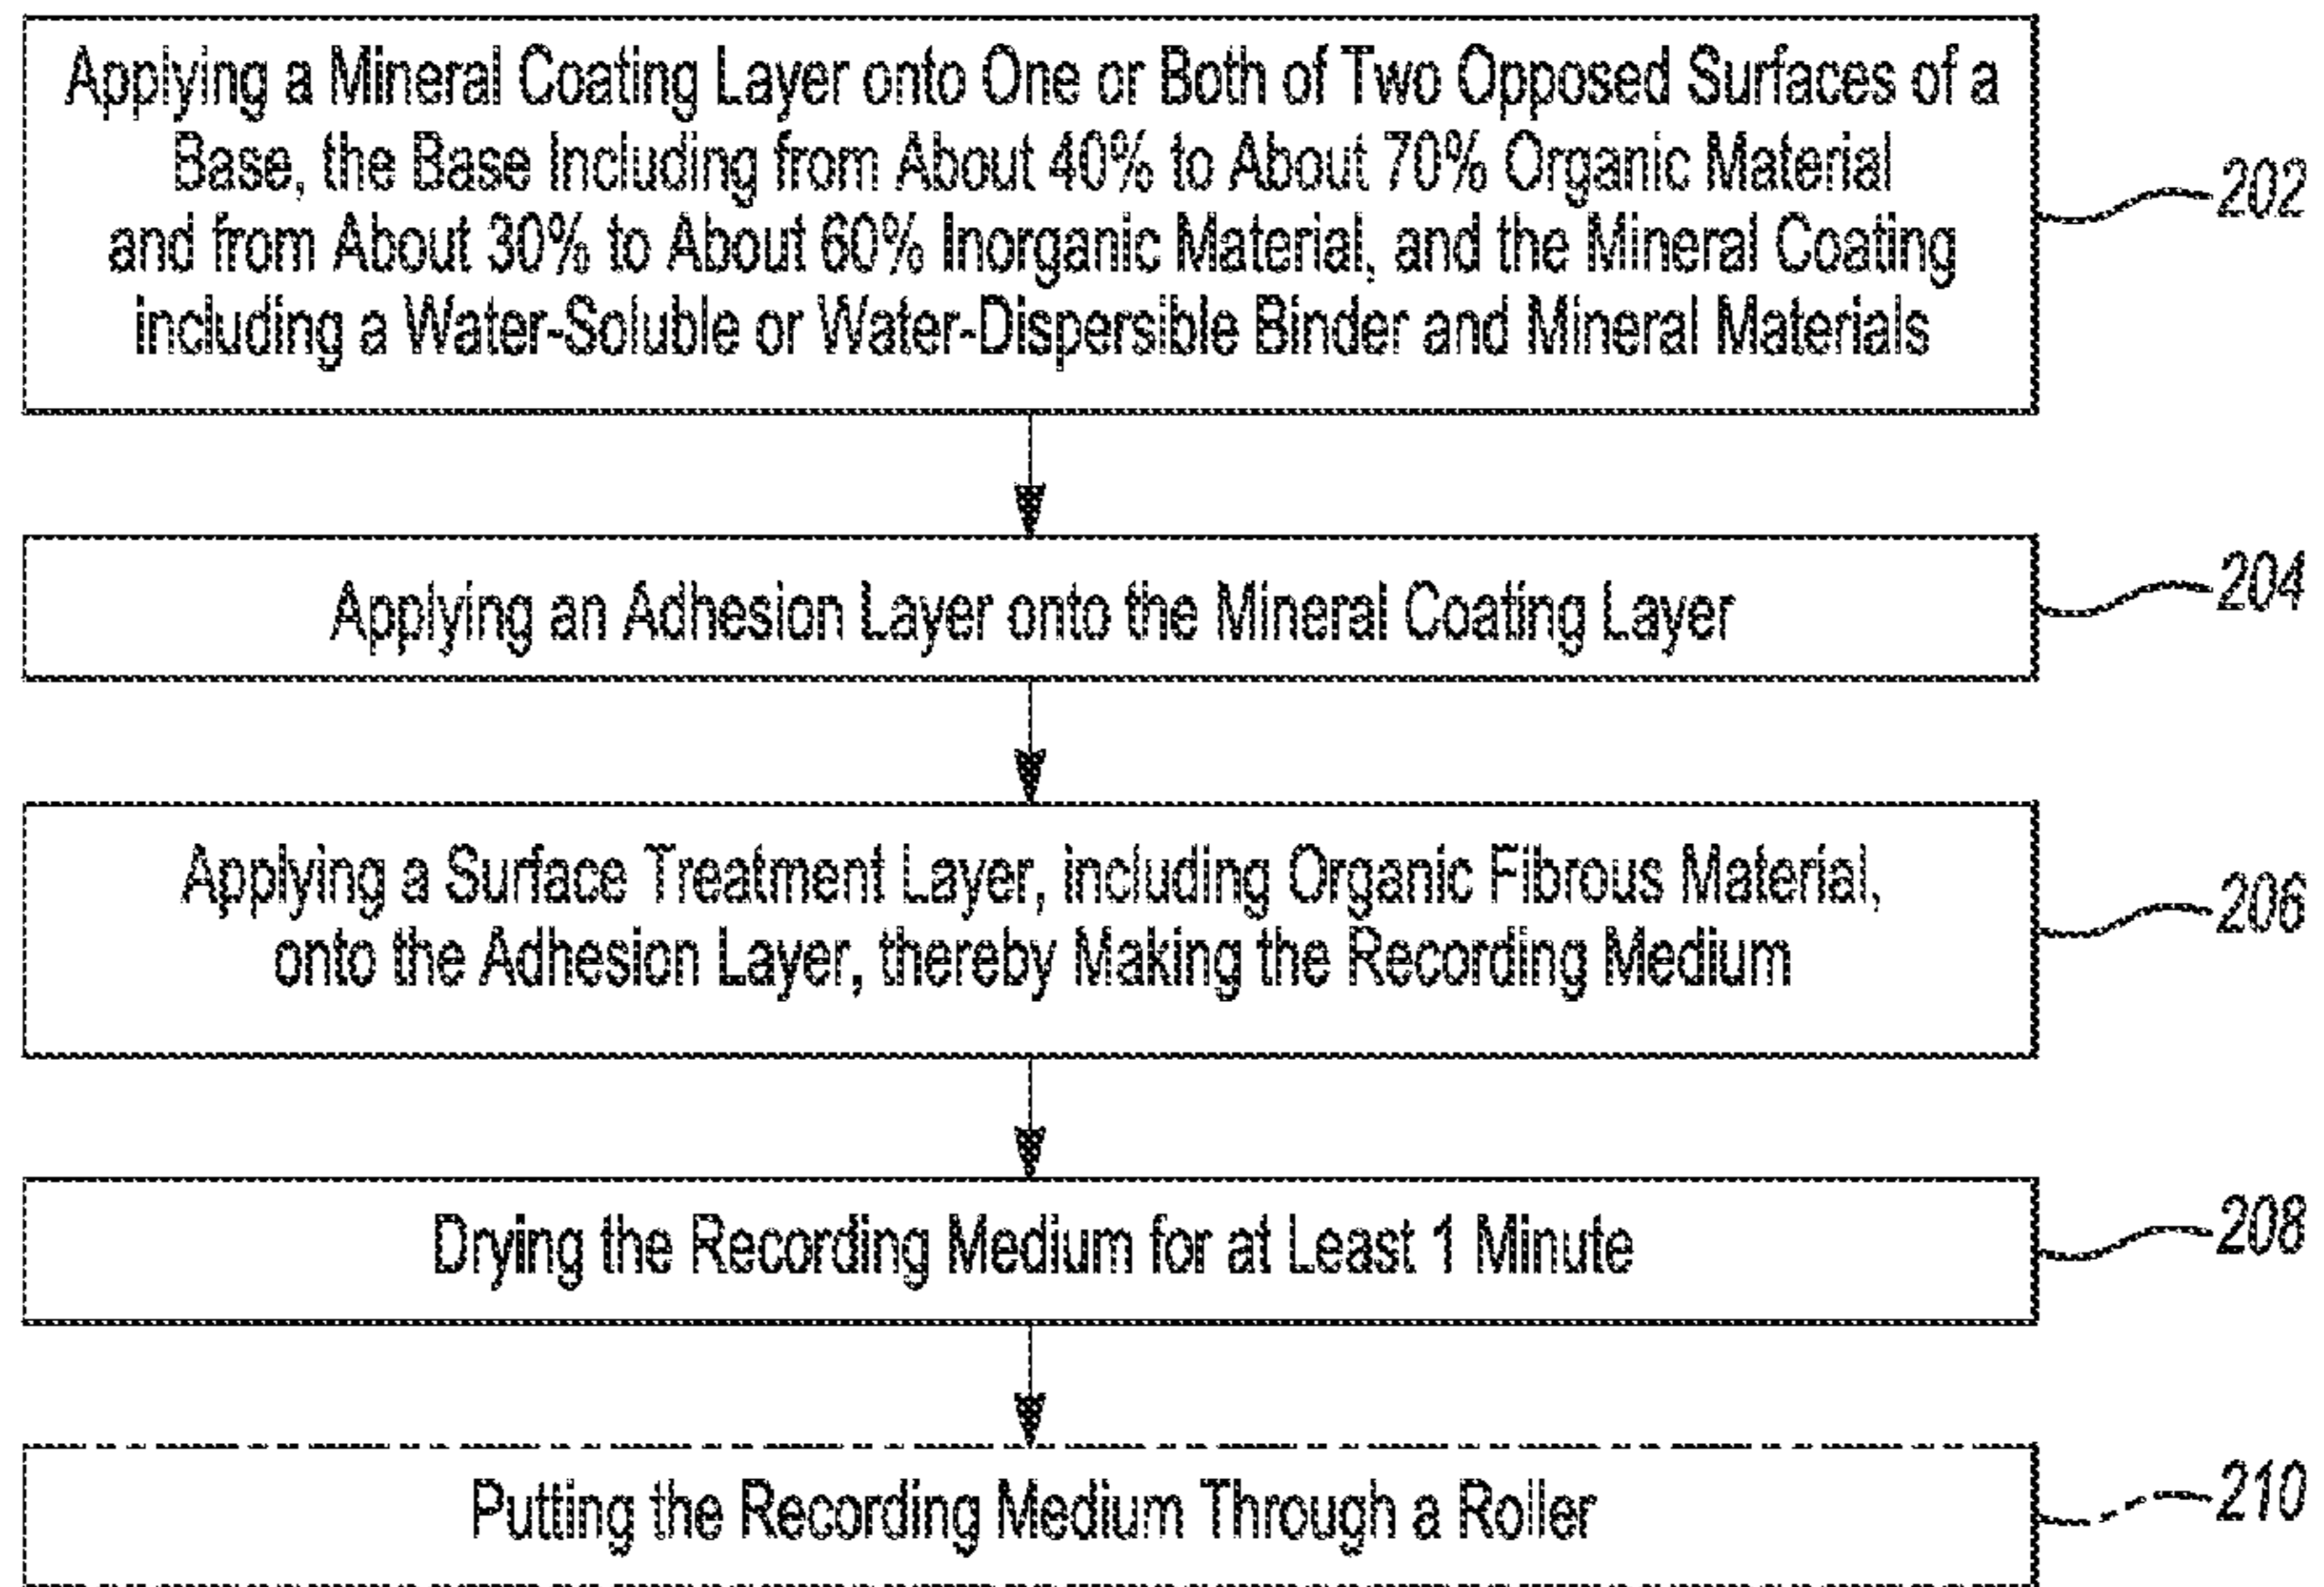 Applying a Mineral Coating Layer onto One or Both of Two Opposed Surfaces of a
Base, the Base Including from About 40% to About 70% Organic Material
and from About 30% to About 60% Inorganic Material, and the Mineral Coating
including a Water-Soluble or Water-Dispersible Binder and Mineral Materials
202
Applying an Adhesion Layer onto the Mineral Coating Layer
204
Applying a Surface Treatment Layer, including Organic Fibrous Material,
onto the Adhesion Layer, thereby Making the Recording Medium
206
Drying the Recording Medium for at Least 1 Minute
208
Putting the Recording Medium Through a Roller
210